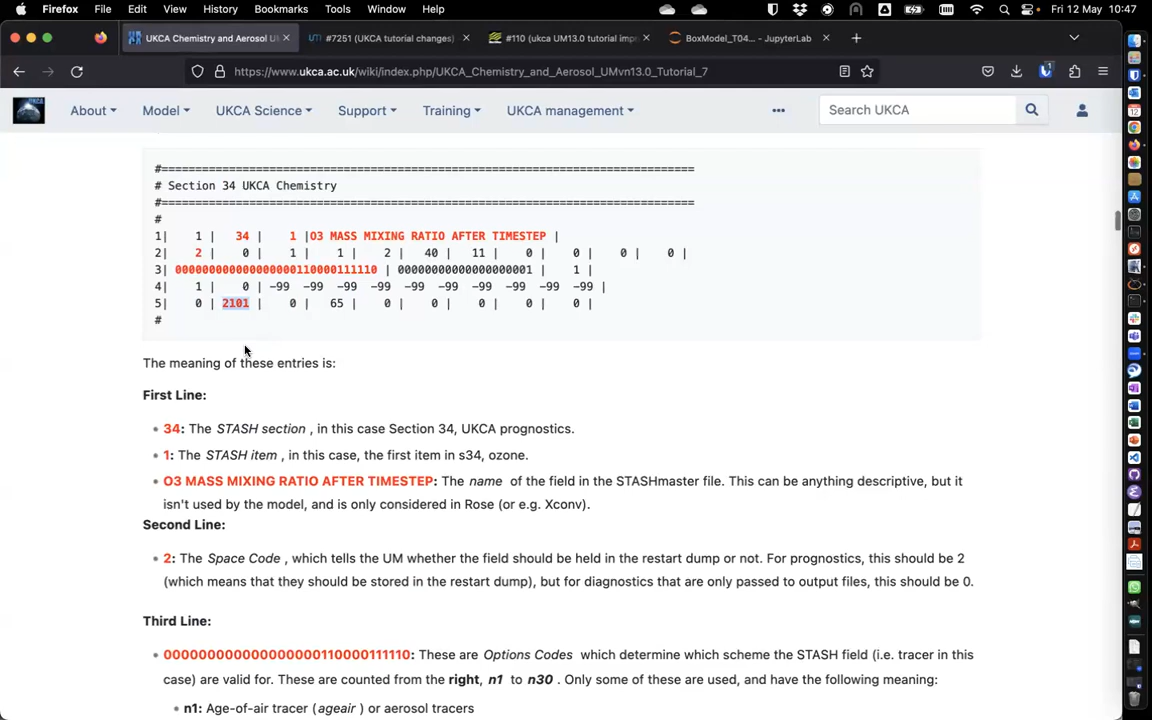 Firefox File Edit View History Bookmarks Tools Window Help Fri 12 May 10:47
UKCA Chemistry and Aerosol U #7251 (UKCA tutorial changes) #110 (ukca UM13.0 tutorial imp BoxModel_T04... - JupyterLab
https://www.ukca.ac.uk/wiki/index.php/UKCA_Chemistry_and_Aerosol_UMvn13.0_Tutorial_7
About Model UKCA Science Support Training UKCA management ••• Search UKCA
#===============================================================================
# Section 34 UKCA Chemistry
#===============================================================================
#
1| 1 | 34 | 1 |O3 MASS MIXING RATIO AFTER TIMESTEP |
2| 2 | 0 | 1 | 1 | 2 | 40 | 11 | 0 | 0 | 0 | 0 |
3| 000000000000000000110000111110 | 00000000000000000001 | 1 |
4| 1 | 0 | -99 -99 -99 -99 -99 -99 -99 -99 -99 -99 |
5| 0 | 2101 | 0 | 65 | 0 | 0 | 0 | 0 | 0 |
#
The meaning of these entries is:
First Line:
• 34: The STASH section , in this case Section 34, UKCA prognostics.
• 1: The STASH item , in this case, the first item in s34, ozone.
• O3 MASS MIXING RATIO AFTER TIMESTEP: The name of the field in the STASHmaster file. This can be anything descriptive, but it
isn't used by the model, and is only considered in Rose (or e.g. Xconv).
Second Line:
• 2: The Space Code , which tells the UM whether the field should be held in the restart dump or not. For prognostics, this should be 2
(which means that they should be stored in the restart dump), but for diagnostics that are only passed to output files, this should be 0.
Third Line:
• 000000000000000000110000111110: These are Options Codes which determine which scheme the STASH field (i.e. tracer in this
case) are valid for. These are counted from the right, n1 to n30 . Only some of these are used, and have the following meaning:
• n1: Age-of-air tracer (ageair ) or aerosol tracers